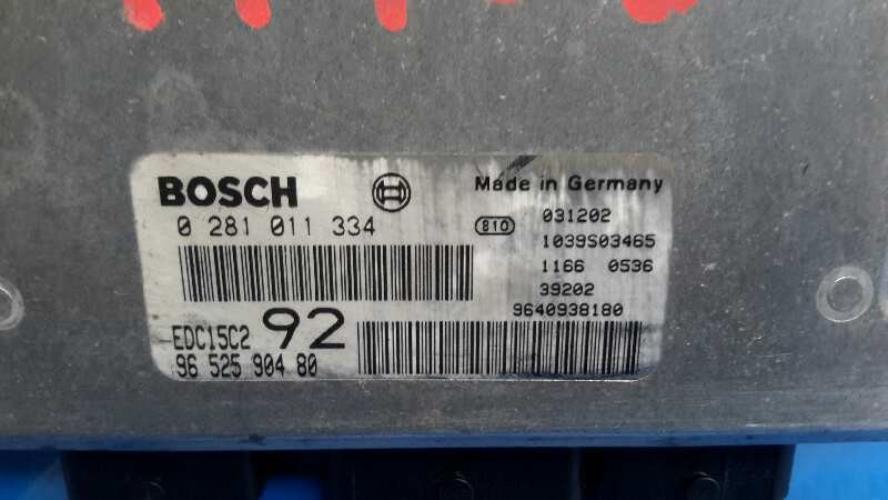 BOSCH
0 281 011 334
EDC15C2 92
96 525 904 80
Made in Germany
810 031202
1039S03465
1166 0536
39202
9640938180